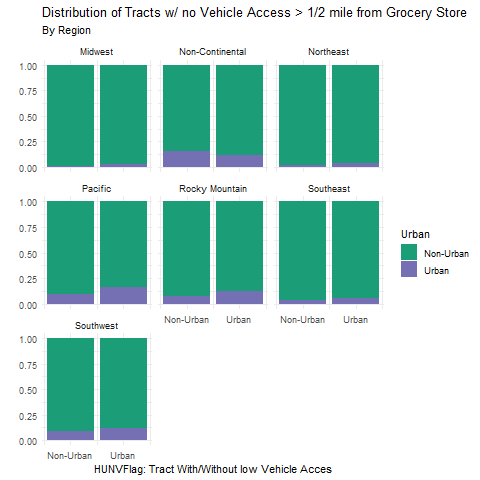 Distribution of Tracts w/ no Vehicle Access > 1/2 mile from Grocery Store
By Region
Midwest Non-Continental Northeast
1.00
0.75
0.50
0.25
0.00
Pacific Rocky Mountain Southeast
1.00
0.75
0.50
0.25
0.00
Urban
Non-Urban
Urban
Non-Urban Urban Non-Urban Urban
Southwest
1.00
0.75
0.50
0.25
0.00
Non-Urban Urban
HUNVFlag: Tract With/Without low Vehicle Acces